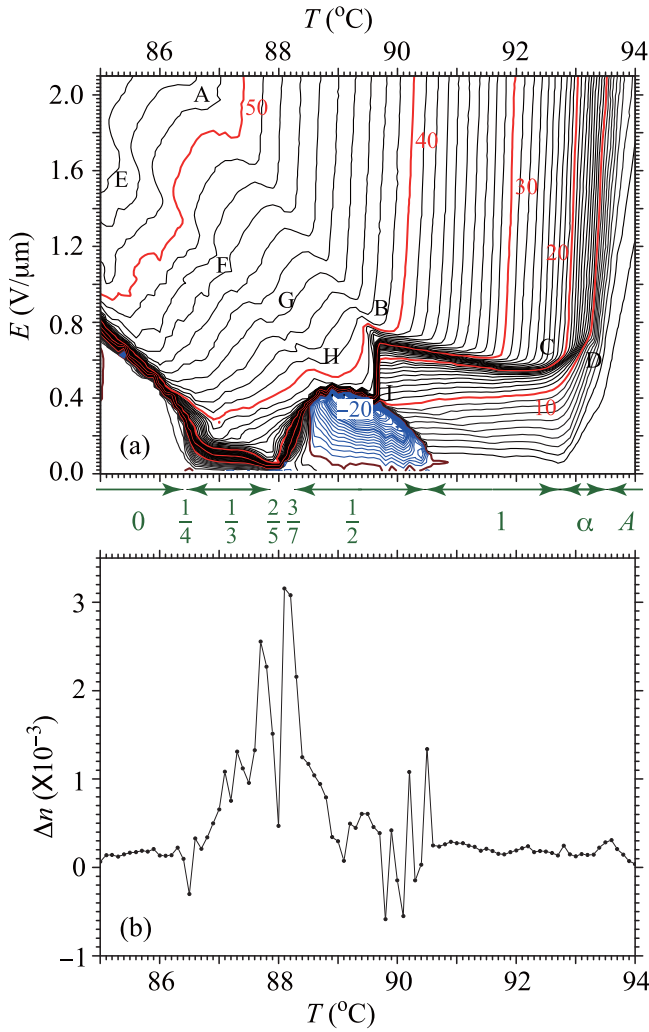 T (°C)
86 88 90 92 94
2.0
1.6
1.2
0.8
0.4
0.0
E (V/μm)
A
50
E
40
30
F
20
G
B
H
C
D
I
−20
10
(a)
0 1/4 1/3 2/5 3/7 1/2 1 α A
3
2
1
0
−1
Δn (X10⁻³)
(b)
86 88 90 92 94
T (°C)